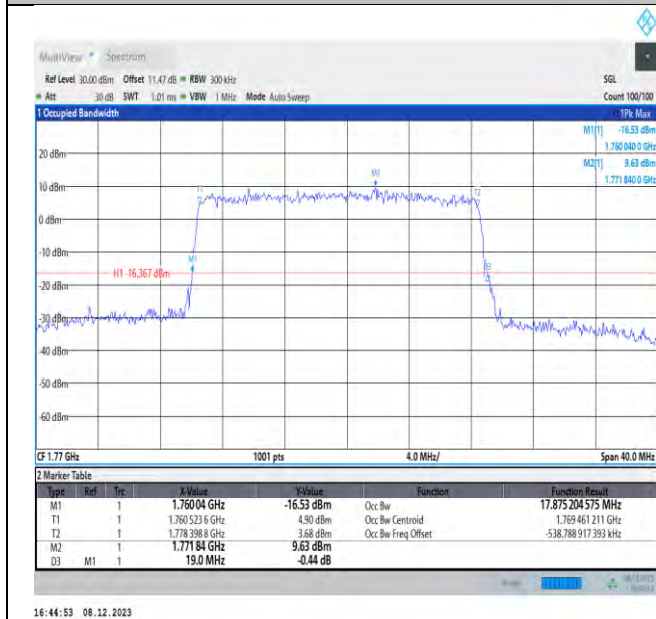 MultiView Spectrum
Ref Level 30.00 dBm Offset 11.47 dB RBW 300 kHz SGL
Att 30 dB SWT 1.01 ms VBW 1 MHz Mode Auto Sweep Count 100/100
1 Occupied Bandwidth 1Pk Max
M1[1] -16.53 dBm
1.760 040 0 GHz
M2[1] 9.63 dBm
1.771 840 0 GHz
20 dBm
M2
10 dBm
T1 T2
0 dBm
-10 dBm
M1
D3
H1 -16.367 dBm
-20 dBm
-30 dBm
-40 dBm
-50 dBm
-60 dBm
CF 1.77 GHz 1001 pts 4.0 MHz/ Span 40.0 MHz
2 Marker Table
Type Ref Trc X-Value Y-Value Function Function Result
M1 1 1.760 04 GHz -16.53 dBm Occ Bw 17.875 204 575 MHz
T1 1 1.760 523 6 GHz 4.90 dBm Occ Bw Centroid 1.769 461 211 GHz
T2 1 1.778 398 8 GHz 3.68 dBm Occ Bw Freq Offset -538.788 917 393 kHz
M2 1 1.771 84 GHz 9.63 dBm
D3 M1 1 19.0 MHz -0.44 dB
16:44:53 08.12.2023